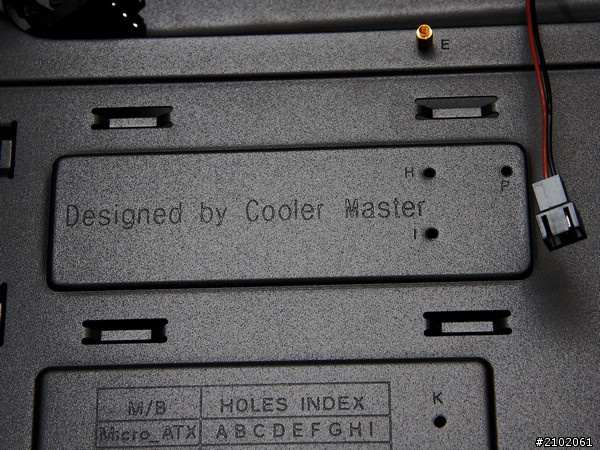 E
H
P
Designed by Cooler Master
I
K
M/B HOLES INDEX
Micro_ATX A B C D E F G H I
#2102061